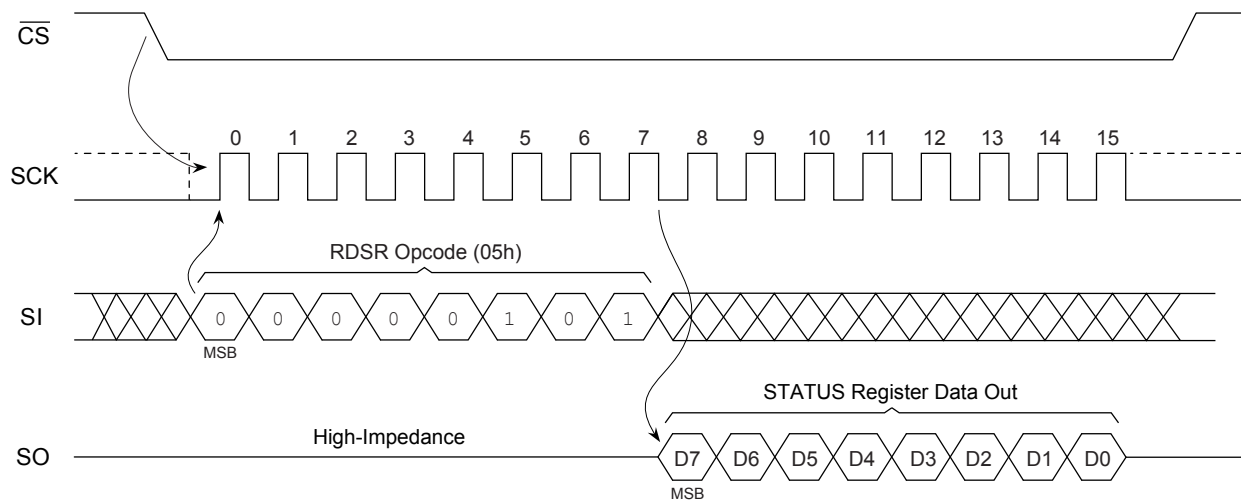 CS
0 1 2 3 4 5 6 7 8 9 10 11 12 13 14 15
SCK
RDSR Opcode (05h)
SI
0 0 0 0 0 1 0 1
MSB
STATUS Register Data Out
High-Impedance
SO
D7 D6 D5 D4 D3 D2 D1 D0
MSB